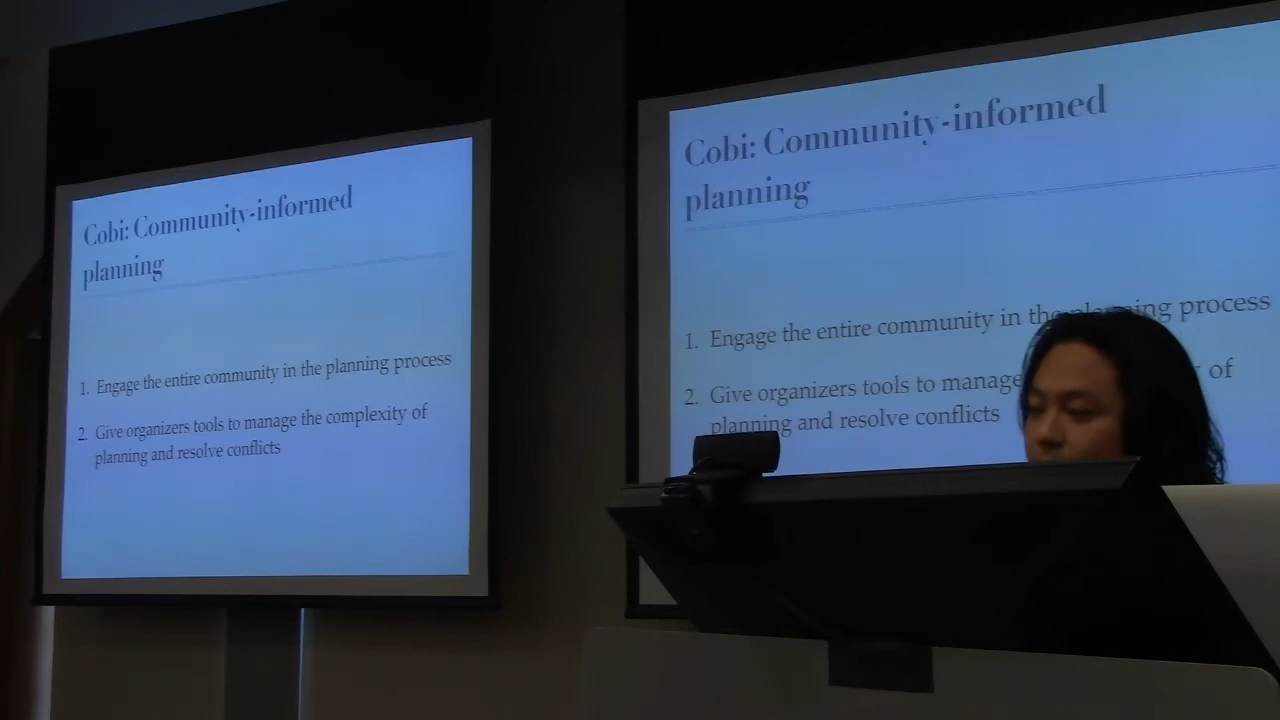 Cobi: Community-informed
planning
1. Engage the entire community in the planning process
2. Give organizers tools to manage the complexity of
planning and resolve conflicts
Cobi: Community-informed
planning
1. Engage the entire community in the planning process
2. Give organizers tools to manage of
planning and resolve conflicts